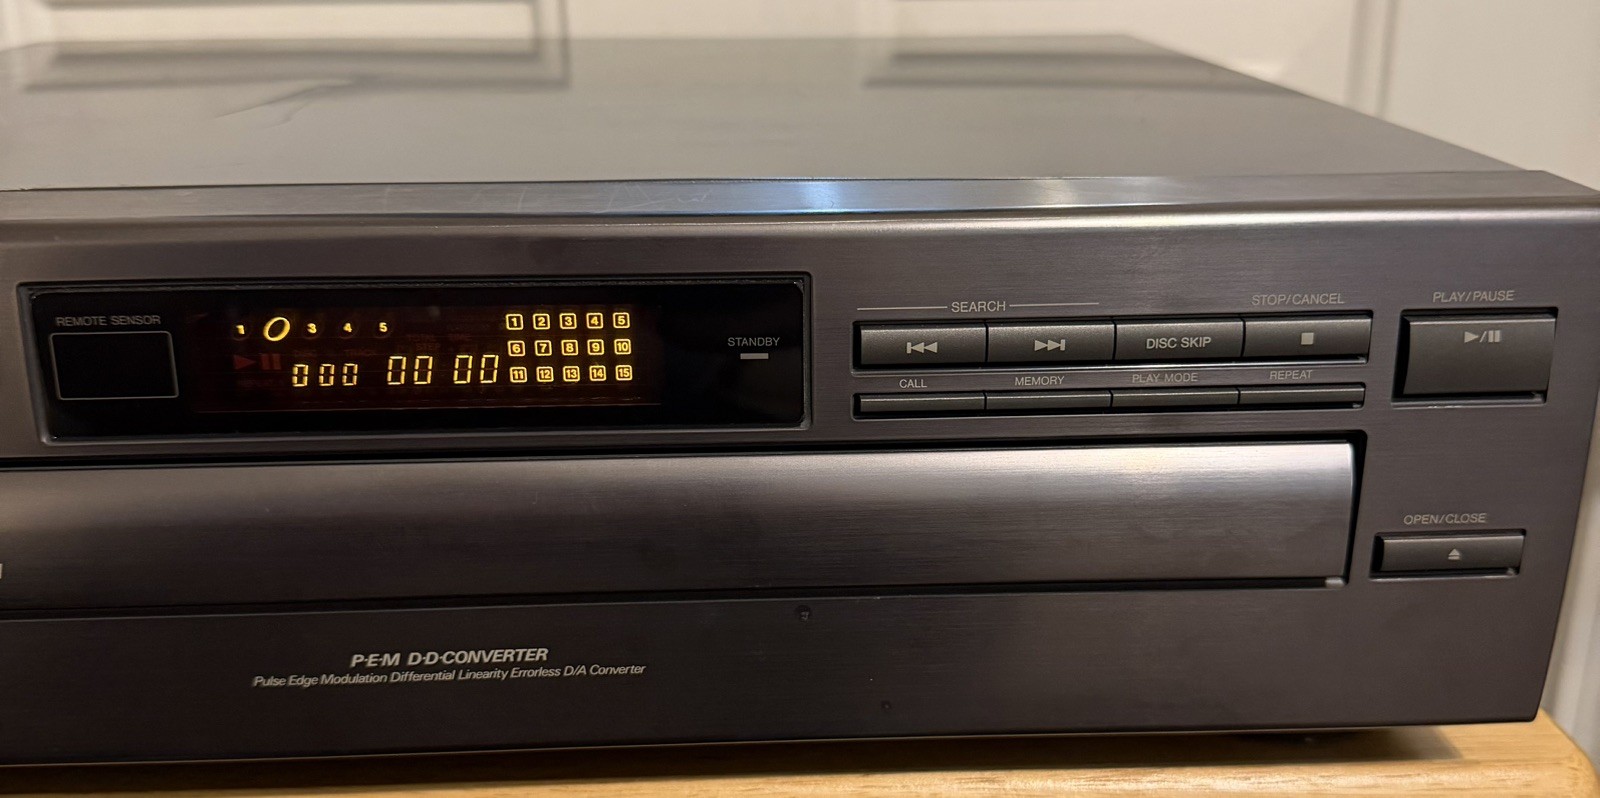 REMOTE SENSOR
1 3 4 5
1 2 3 4 5
6 7 8 9 10
000 00 00
11 12 13 14 15
STANDBY
SEARCH
STOP/CANCEL
PLAY/PAUSE
DISC SKIP
CALL
MEMORY
PLAY MODE
REPEAT
OPEN/CLOSE
P·E·M D·D·CONVERTER
Pulse Edge Modulation Differential Linearity Errorless D/A Converter